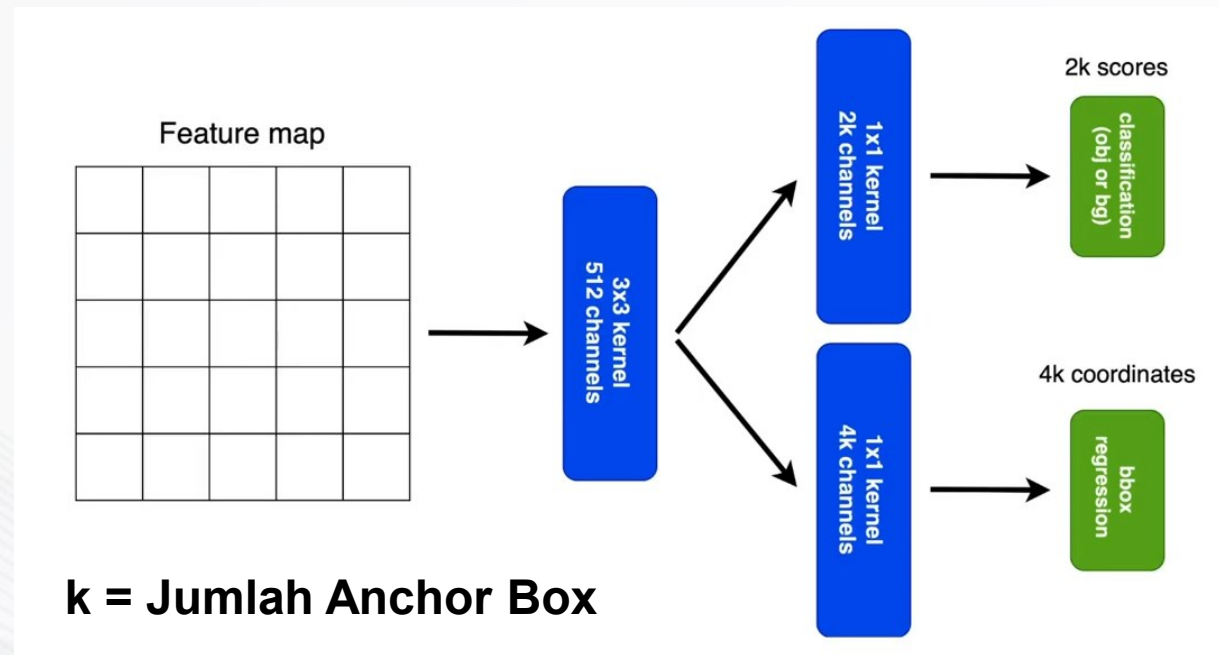 Feature map
3x3 kernel
512 channels
1x1 kernel
2k channels
2k scores
classification
(obj or bg)
1x1 kernel
4k channels
4k coordinates
bbox
regression
k = Jumlah Anchor Box